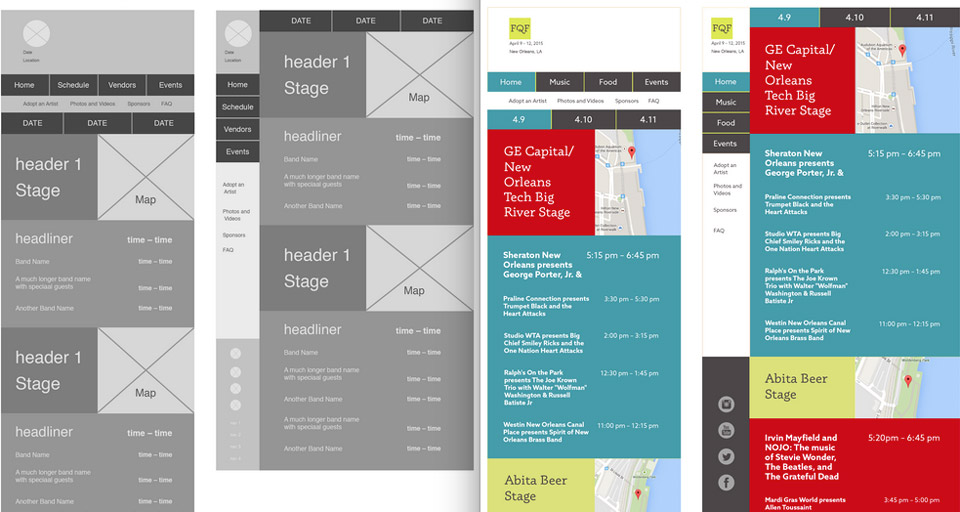 Date
Location
Home Schedule Vendors Events
Adopt an Artist Photos and Videos Sponsors FAQ
DATE DATE DATE
header 1
Stage
Map
headliner time – time
Band Name time – time
A much longer band name
with speciaal guests time – time
Another Band Name time – time
header 1
Stage
Map
headliner time – time
Band Name time – time
A much longer band name
with speciaal guests time – time
Another Band Name time – time
Date
Location
Home
Schedule
Vendors
Events
Adopt an
Artist
Photos and
Videos
Sponsors
FAQ
DATE DATE DATE
header 1
Stage
Map
headliner time – time
Band Name time – time
A much longer band name
with speciaal guests time – time
Another Band Name time – time
header 1
Stage
Map
headliner time – time
Band Name time – time
A much longer band name
with speciaal guests time – time
Another Band Name time – time
A much longer band name
with speciaal guests time – time
Another Band Name time – time
FQF
April 9 - 12, 2015
New Orleans, LA
Home Music Food Events
Adopt an Artist Photos and Videos Sponsors FAQ
4.9 4.10 4.11
GE Capital/
New
Orleans
Tech Big
River Stage
Sheraton New
Orleans presents
George Porter, Jr. &
5:15 pm – 6:45 pm
Praline Connection presents
Trumpet Black and the
Heart Attacks
3:30 pm – 5:30 pm
Studio WTA presents Big
Chief Smiley Ricks and the
One Nation Heart Attacks
2:00 pm – 3:15 pm
Ralph's On the Park
presents The Joe Krown
Trio with Walter "Wolfman"
Washington & Russell
Batiste Jr
12:30 pm – 1:45 pm
Westin New Orleans Canal
Place presents Spirit of New
Orleans Brass Band
11:00 pm – 12:15 pm
Abita Beer
Stage
FQF
April 9 - 12, 2015
New Orleans, LA
Home
Music
Food
Events
Adopt an
Artist
Photos and
Videos
Sponsors
FAQ
4.9 4.10 4.11
GE Capital/
New
Orleans
Tech Big
River Stage
Sheraton New
Orleans presents
George Porter, Jr. &
5:15 pm – 6:45 pm
Praline Connection presents
Trumpet Black and the
Heart Attacks
3:30 pm – 5:30 pm
Studio WTA presents Big
Chief Smiley Ricks and the
One Nation Heart Attacks
2:00 pm – 3:15 pm
Ralph's On the Park
presents The Joe Krown
Trio with Walter "Wolfman"
Washington & Russell
Batiste Jr
12:30 pm – 1:45 pm
Westin New Orleans Canal
Place presents Spirit of New
Orleans Brass Band
11:00 pm – 12:15 pm
Abita Beer
Stage
Irvin Mayfield and
NOJO: The music
of Stevie Wonder,
The Beatles, and
The Grateful Dead
5:20pm – 6:45 pm
Mardi Gras World presents
Allen Toussaint
3:45 pm – 5:00 pm